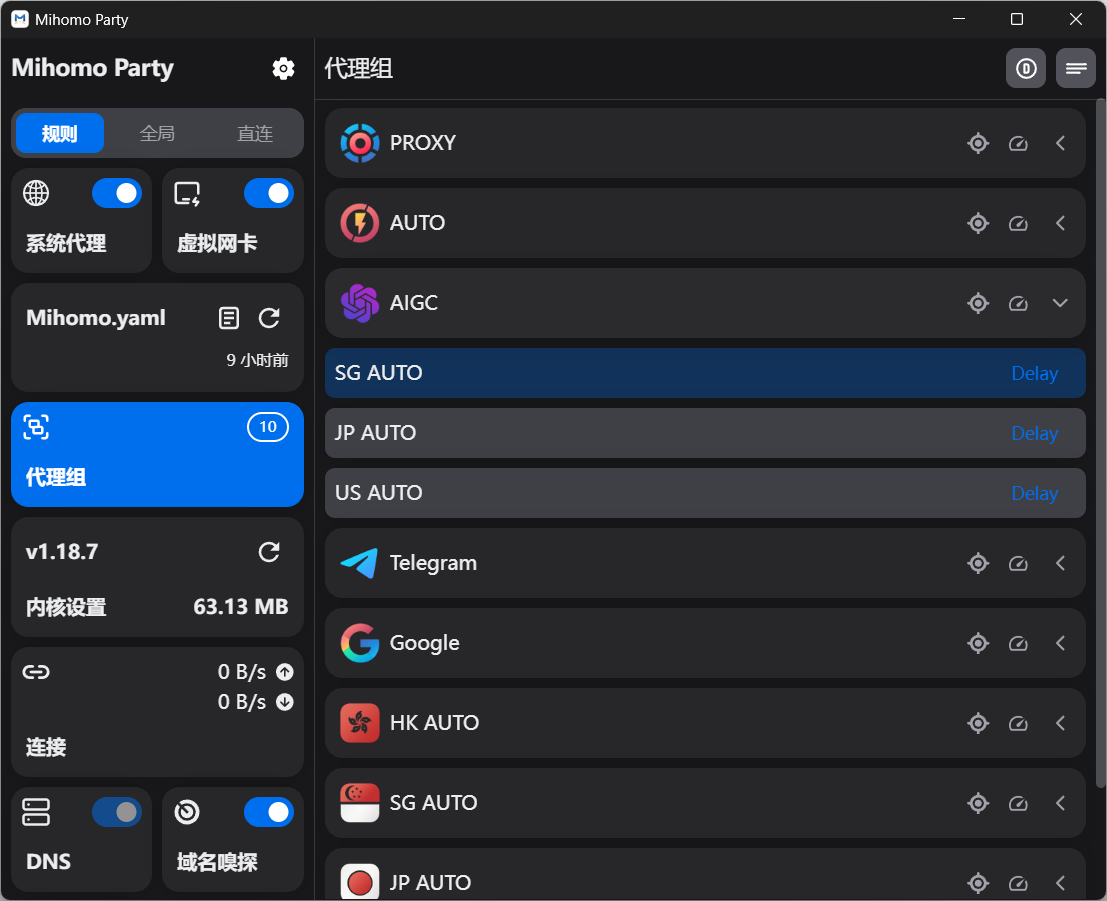 Mihomo Party
Mihomo Party
规则
全局
直连
系统代理
虚拟网卡
Mihomo.yaml
9 小时前
10
代理组
v1.18.7
内核设置
63.13 MB
0 B/s
0 B/s
连接
DNS
域名嗅探
代理组
PROXY
AUTO
AIGC
SG AUTO
Delay
JP AUTO
Delay
US AUTO
Delay
Telegram
Google
HK AUTO
SG AUTO
JP AUTO